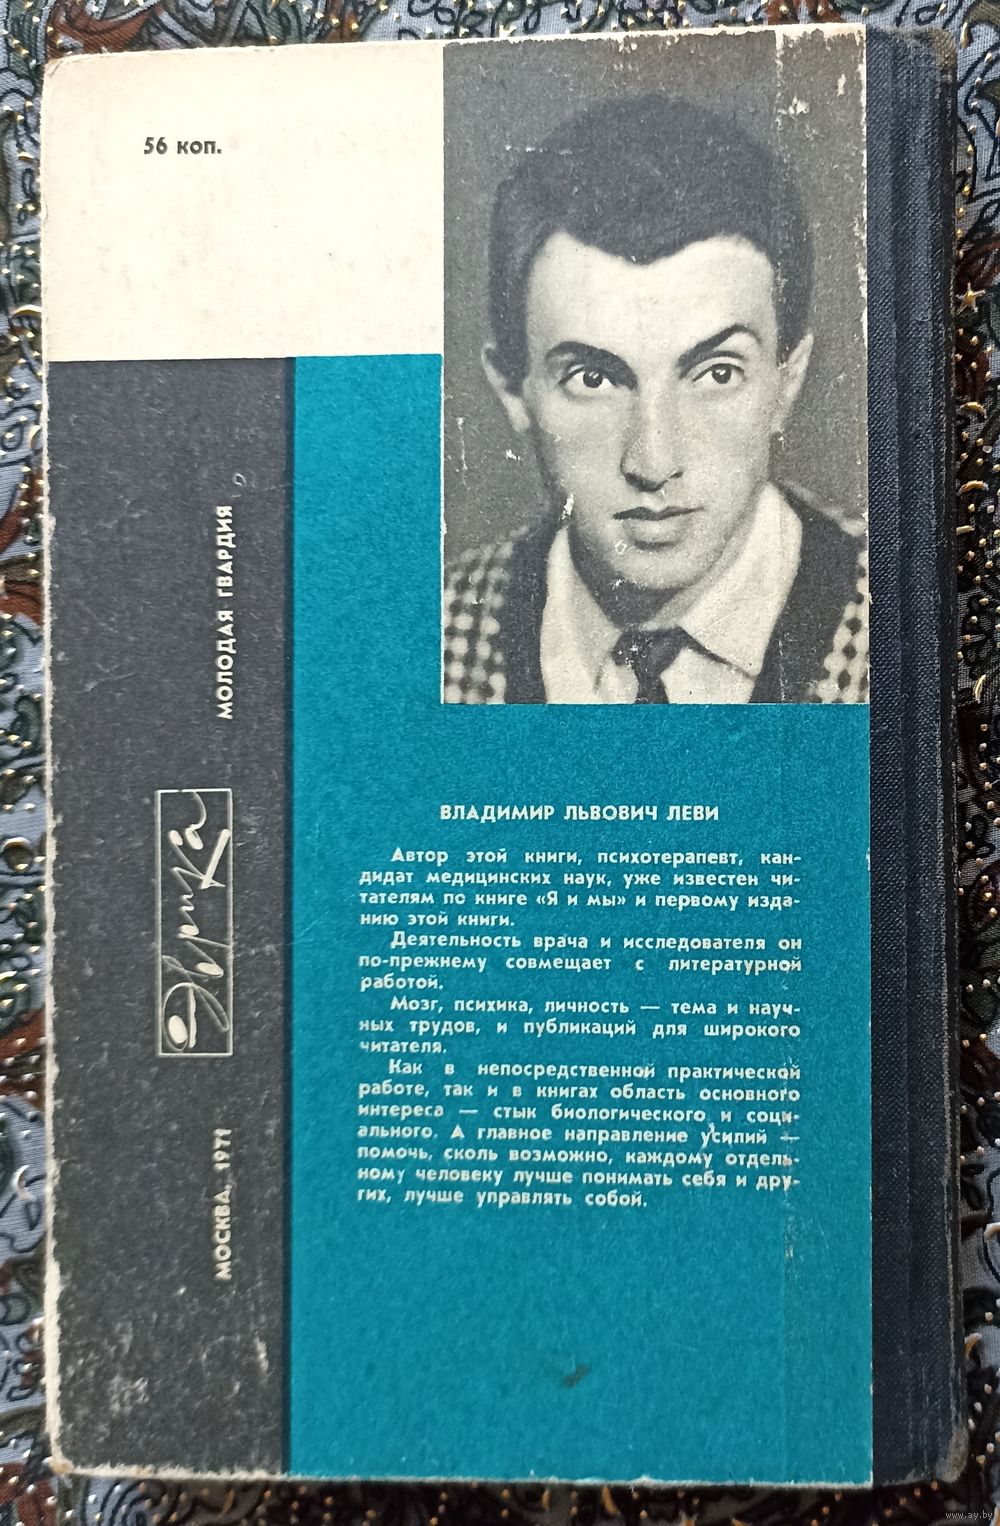 56 коп.
МОЛОДАЯ ГВАРДИЯ
Эврика
МОСКВА, 1971
ВЛАДИМИР ЛЬВОВИЧ ЛЕВИ
Автор этой книги, психотерапевт, кан-
дидат медицинских наук, уже известен чи-
тателям по книге «Я и мы» и первому изда-
нию этой книги.
Деятельность врача и исследователя он
по-прежнему совмещает с литературной
работой.
Мозг, психика, личность — тема и науч-
ных трудов, и публикаций для широкого
читателя.
Как в непосредственной практической
работе, так и в книгах область основного
интереса — стык биологического и соци-
ального. А главное направление усилий —
помочь, сколь возможно, каждому отдель-
ному человеку лучше понимать себя и дру-
гих, лучше управлять собой.
www.ay.by